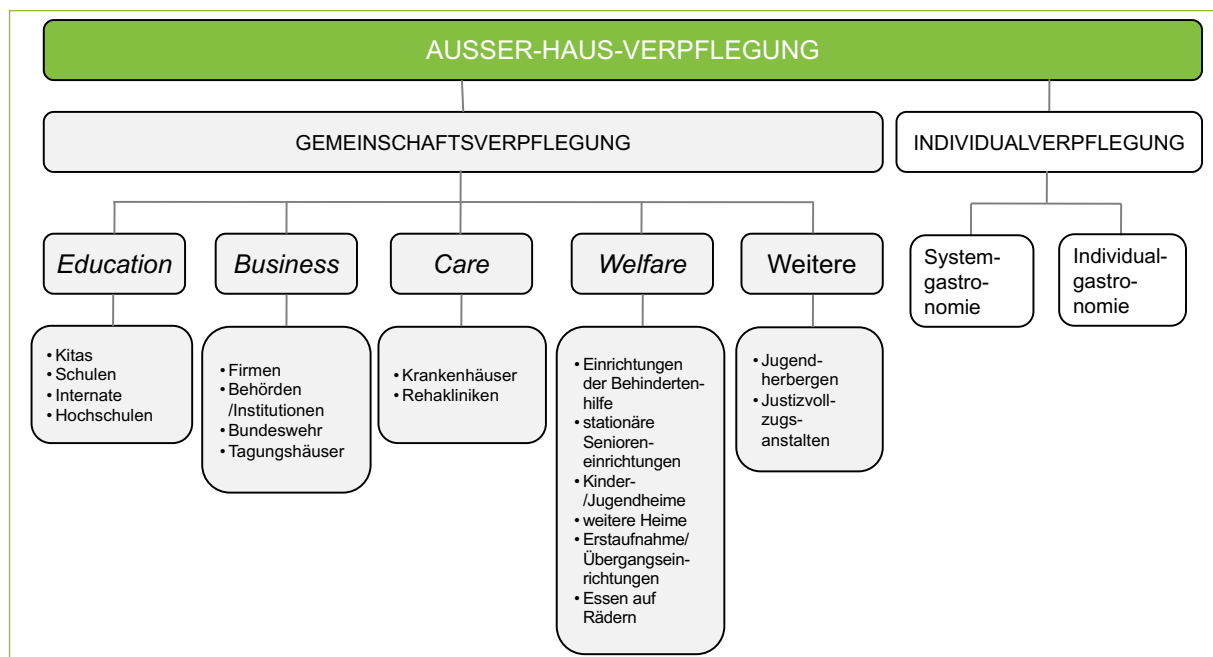 AUSSER-HAUS-VERPFLEGUNG
GEMEINSCHAFTSVERPFLEGUNG
INDIVIDUALVERPFLEGUNG
Education
Business
Care
Welfare
Weitere
System-
gastro-
nomie
Individual-
gastro-
nomie
• Kitas
• Schulen
• Internate
• Hochschulen
• Firmen
• Behörden
/Institutionen
• Bundeswehr
• Tagungshäuser
• Krankenhäuser
• Rehakliniken
• Einrichtungen
der Behinderten-
hilfe
• stationäre
Senioren-
einrichtungen
• Kinder-
/Jugendheime
• weitere Heime
• Erstaufnahme/
Übergangsein-
richtungen
• Essen auf
Rädern
• Jugend-
herbergen
• Justizvoll-
zugs-
anstalten